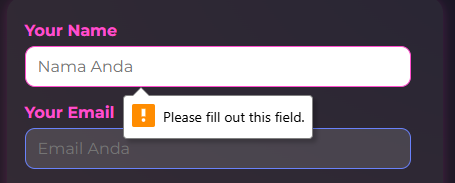 Your Name
Nama Anda
Your Email
Please fill out this field.
Email Anda